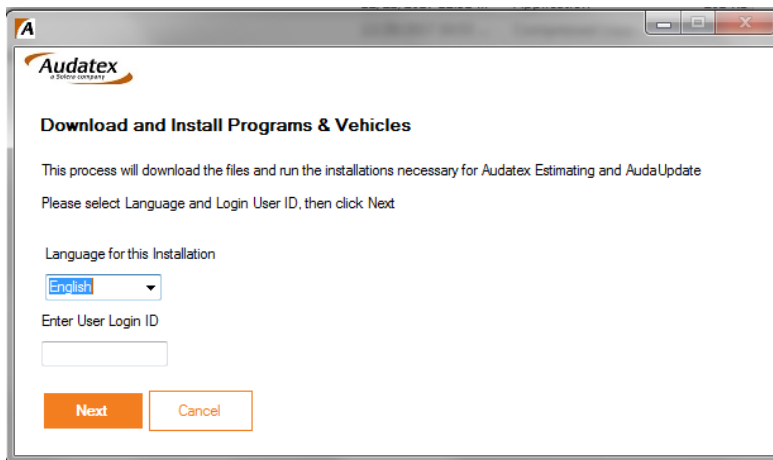 Audatex
a Solera company
Download and Install Programs & Vehicles
This process will download the files and run the installations necessary for Audatex Estimating and AudaUpdate
Please select Language and Login User ID, then click Next
Language for this Installation
English
Enter User Login ID
Next
Cancel